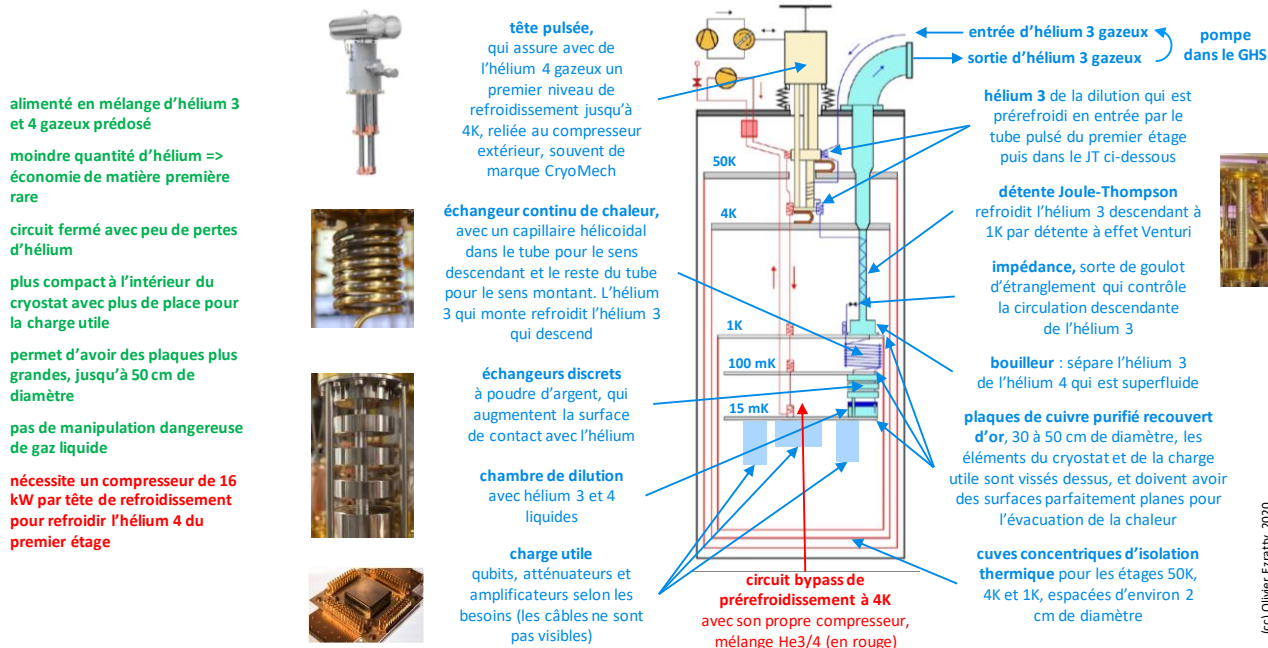 alimenté en mélange d'hélium 3
et 4 gazeux prédosé
moindre quantité d'hélium =>
économie de matière première
rare
circuit fermé avec peu de pertes
d'hélium
plus compact à l'intérieur du
cryostat avec plus de place pour
la charge utile
permet d'avoir des plaques plus
grandes, jusqu'à 50 cm de
diamètre
pas de manipulation dangereuse
de gaz liquide
nécessite un compresseur de 16
kW par tête de refroidissement
pour refroidir l'hélium 4 du
premier étage
tête pulsée,
qui assure avec de
l'hélium 4 gazeux un
premier niveau de
refroidissement jusqu'à
4K, reliée au compresseur
extérieur, souvent de
marque CryoMech
échangeur continu de chaleur,
avec un capillaire hélicoidal
dans le tube pour le sens
descendant et le reste du tube
pour le sens montant. L'hélium
3 qui monte refroidit l'hélium 3
qui descend
échangeurs discrets
à poudre d'argent, qui
augmentent la surface
de contact avec l'hélium
chambre de dilution
avec hélium 3 et 4
liquides
charge utile
qubits, atténuateurs et
amplificateurs selon les
besoins (les câbles ne sont
pas visibles)
50K
4K
1K
100 mK
15 mK
circuit bypass de
prérefroidissement à 4K
avec son propre compresseur,
mélange He3/4 (en rouge)
entrée d'hélium 3 gazeux
sortie d'hélium 3 gazeux
pompe
dans le GHS
hélium 3 de la dilution qui est
prérefroidi en entrée par le
tube pulsé du premier étage
puis dans le JT ci-dessous
détente Joule-Thompson
refroidit l'hélium 3 descendant à
1K par détente à effet Venturi
impédance, sorte de goulot
d'étranglement qui contrôle
la circulation descendante
de l'hélium 3
bouilleur : sépare l'hélium 3
de l'hélium 4 qui est superfluide
plaques de cuivre purifié recouvert
d'or, 30 à 50 cm de diamètre, les
éléments du cryostat et de la charge
utile sont vissés dessus, et doivent avoir
des surfaces parfaitement planes pour
l'évacuation de la chaleur
cuves concentriques d'isolation
thermique pour les étages 50K,
4K et 1K, espacées d'environ 2
cm de diamètre
(cc) Olivier Ezratty, 2020